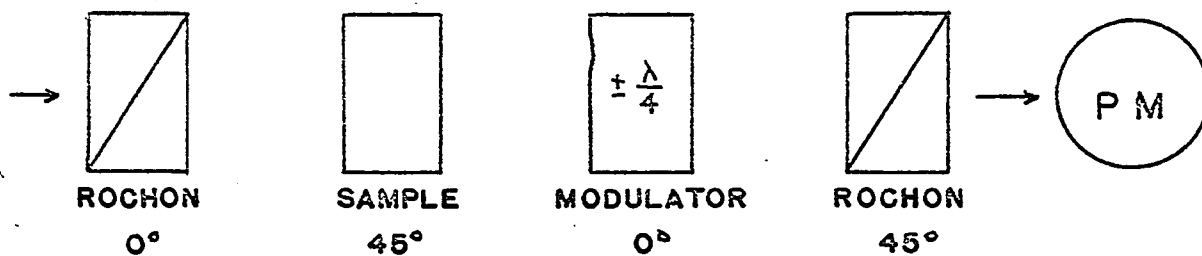 ± λ/4
P M
ROCHON SAMPLE MODULATOR ROCHON
0° 45° 0° 45°